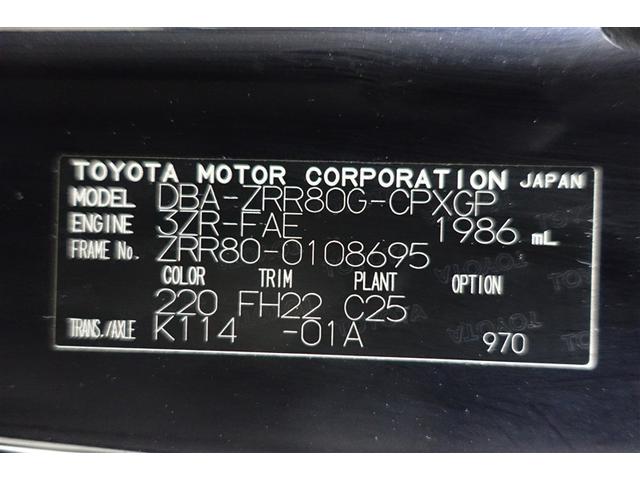 TOYOTA MOTOR CORPORATION JAPAN
MODEL DBA-ZRR80G-CPXGP
ENGINE 3ZR-FAE 1986 mL
FRAME No. ZRR80-0108695
COLOR TRIM PLANT OPTION
220 FH22 C25
TRANS./AXLE K114 -01A 970